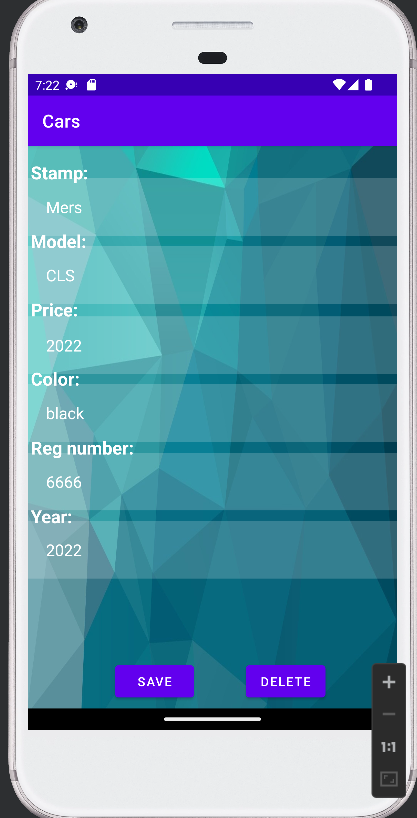 7:22
Cars
Stamp:
Mers
Model:
CLS
Price:
2022
Color:
black
Reg number:
6666
Year:
2022
SAVE DELETE
1:1